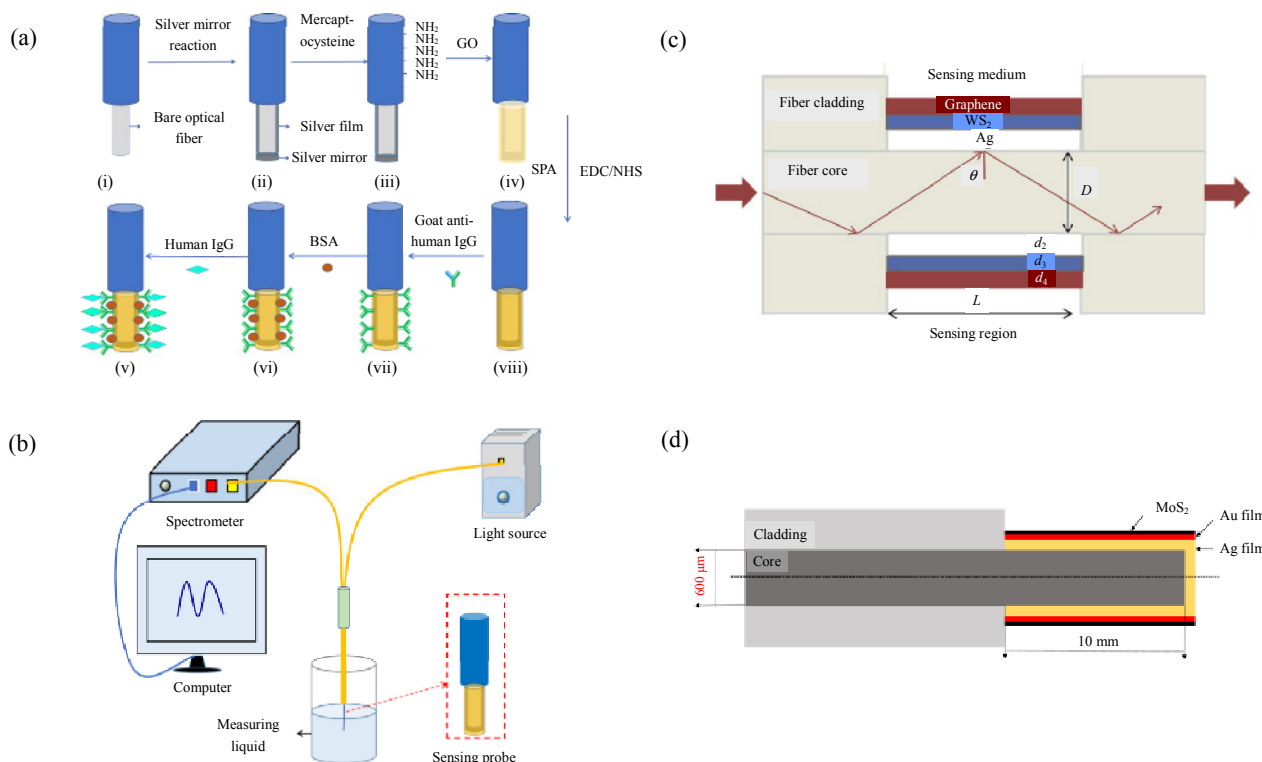 (a)
Silver mirror
reaction
Mercapt-
ocysteine
NH₂
NH₂
NH₂
NH₂
NH₂
GO
Bare optical
fiber
Silver film
Silver mirror
(i)
(ii)
(iii)
(iv)
SPA
EDC/NHS
Human IgG
BSA
Goat anti-
human IgG
(v)
(vi)
(vii)
(viii)
(b)
Spectrometer
Light source
Computer
Measuring
liquid
Sensing probe
(c)
Sensing medium
Fiber cladding
Graphene
WS₂
Ag
Fiber core
θ
D
d₂
d₃
d₄
L
Sensing region
(d)
MoS₂
Au film
Ag film
Cladding
Core
600 μm
10 mm